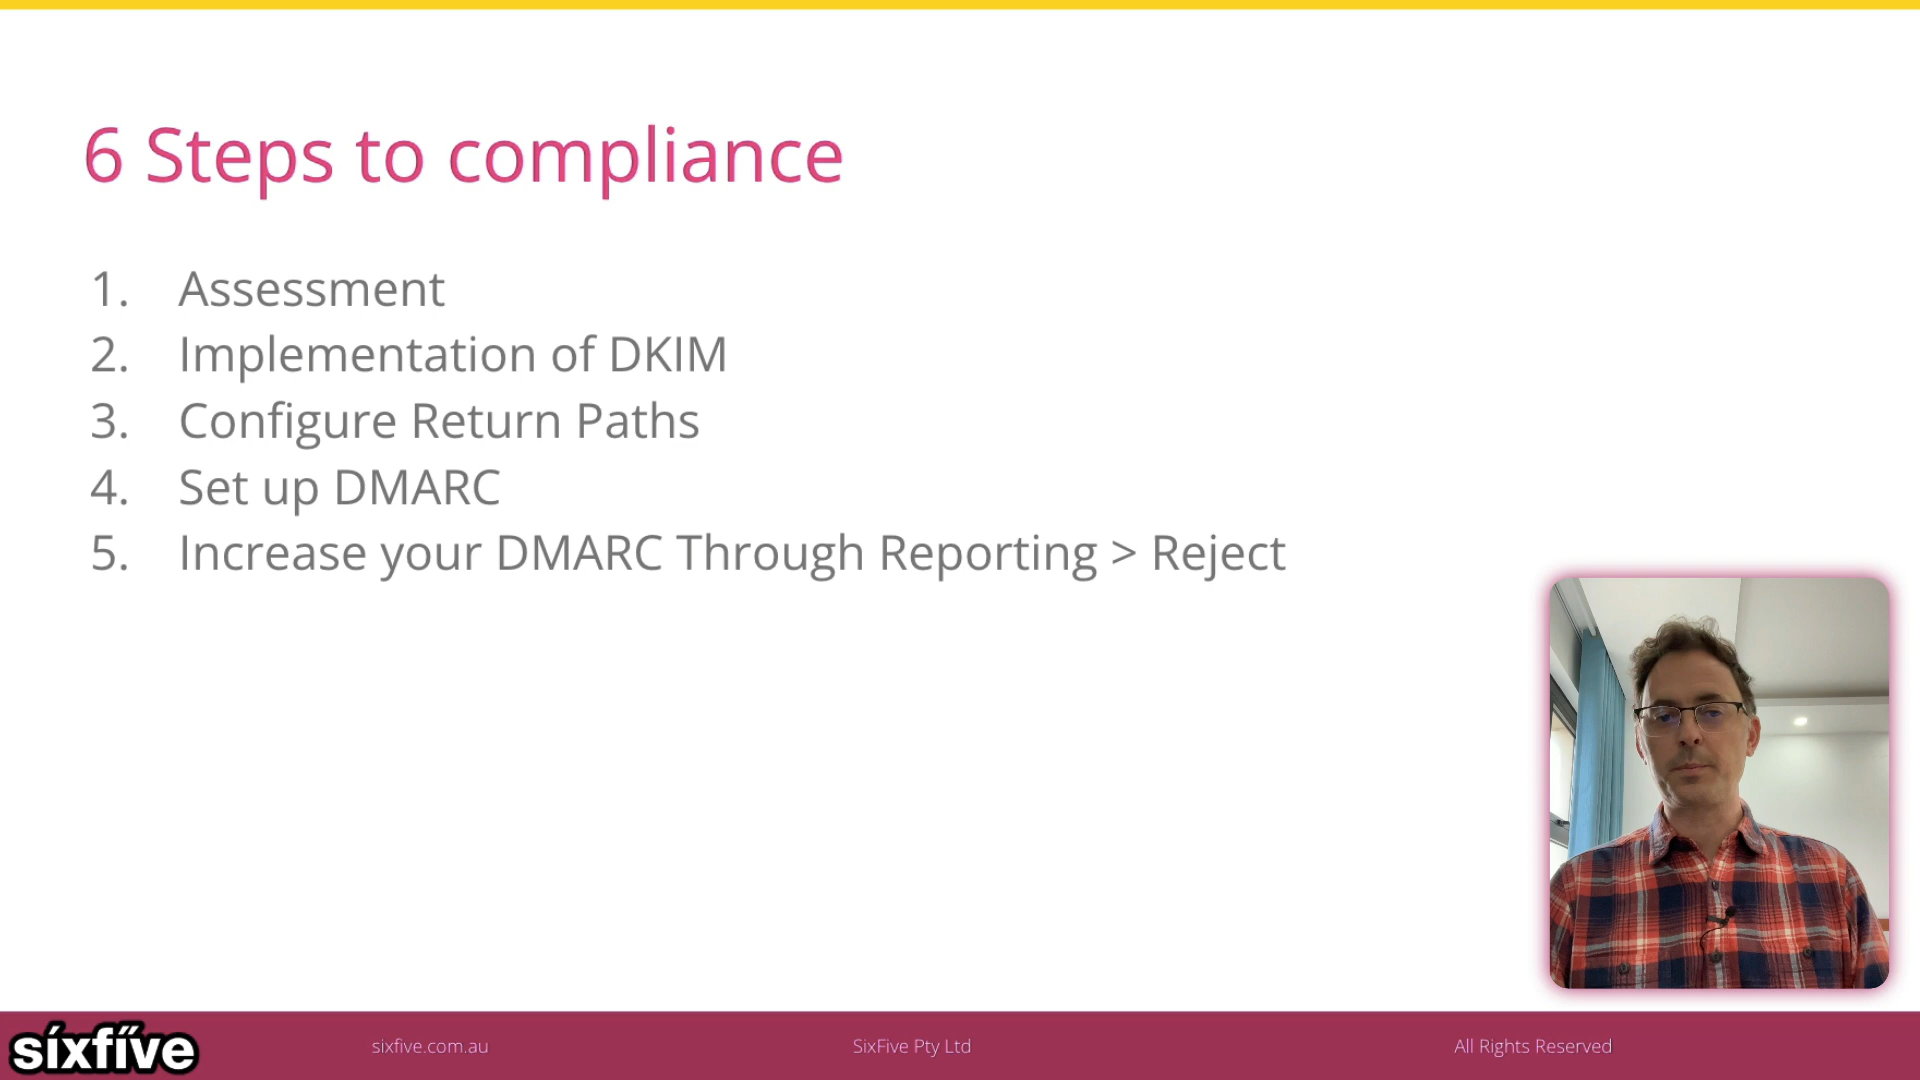 6 Steps to compliance
1. Assessment
2. Implementation of DKIM
3. Configure Return Paths
4. Set up DMARC
5. Increase your DMARC Through Reporting > Reject
síxfíve
sixfive.com.au
SixFive Pty Ltd
All Rights Reserved